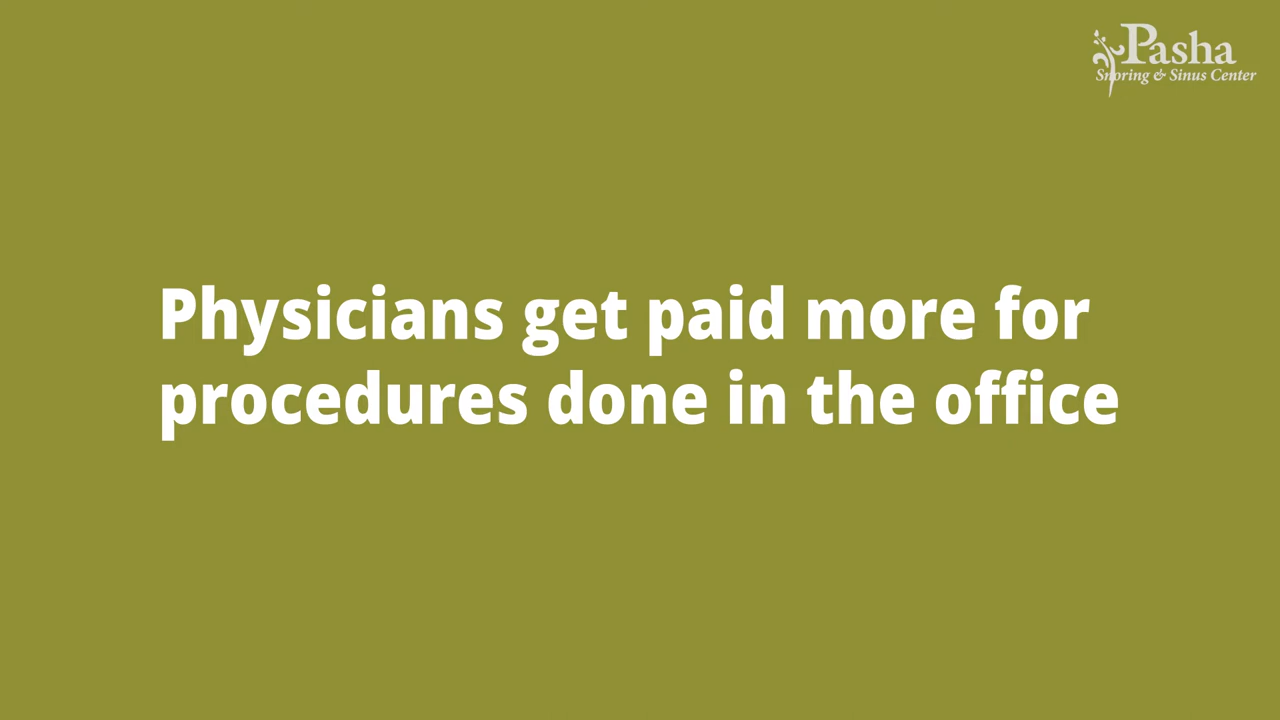 Pasha
Snoring & Sinus Center
Physicians get paid more for
procedures done in the office